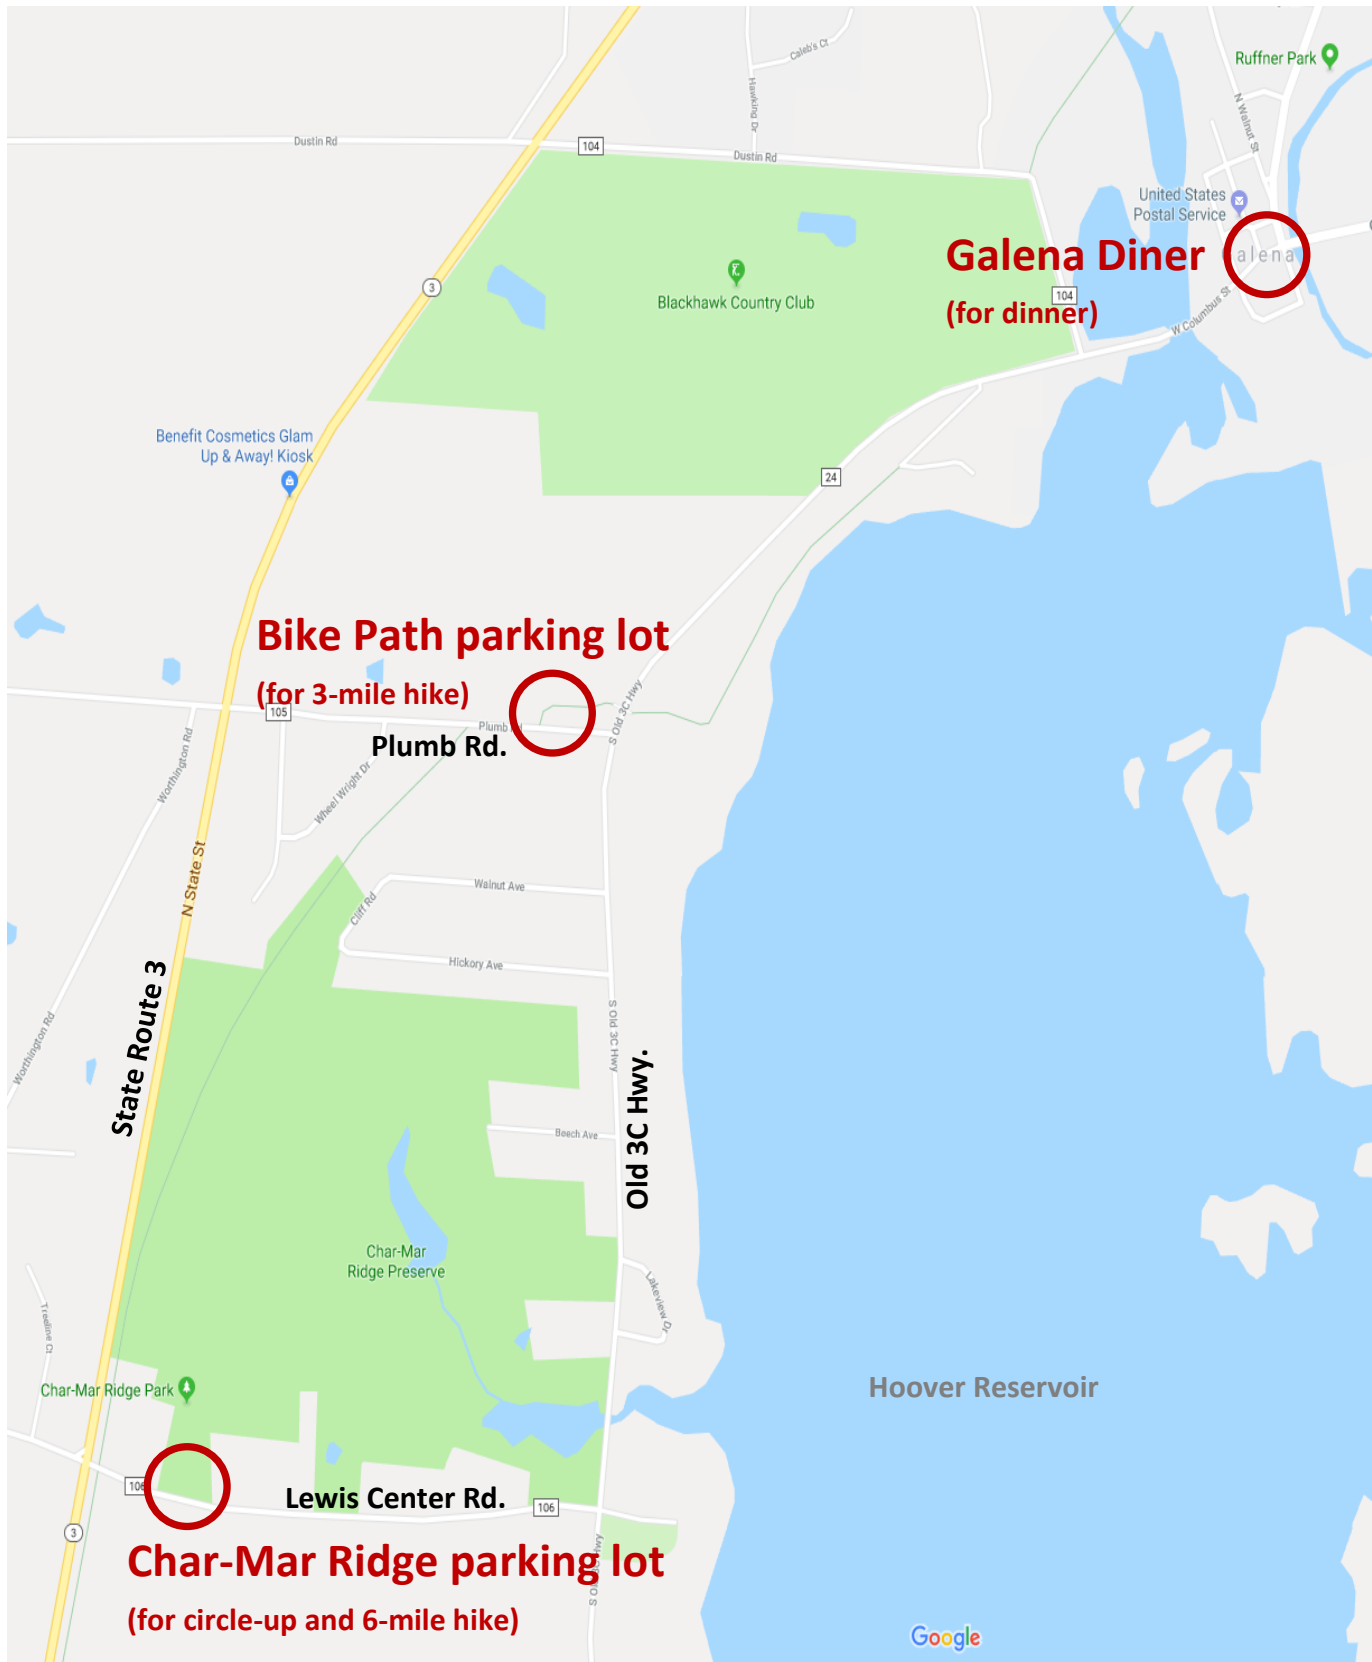 Caleb's Ct
Ruffner Park
Hawking Dr
N Walnut St
Dustin Rd
104
Dustin Rd
United States
Postal Service
Galena Diner
alena
(for dinner)
104
3
Blackhawk Country Club
W Columbus St
Benefit Cosmetics Glam
Up & Away! Kiosk
24
Bike Path parking lot
(for 3-mile hike)
105
Plumb Rd
S Old 3C Hwy
Plumb Rd.
Worthington Rd
Wheel Wright Dr
N State St
Walnut Ave
Cliff Rd
Hickory Ave
State Route 3
Worthington Rd
S Old 3C Hwy
Old 3C Hwy.
Beech Ave
Char-Mar
Ridge Preserve
Lakeview Dr
Treeline Ct
Char-Mar Ridge Park
Hoover Reservoir
106
Lewis Center Rd.
106
3
Char-Mar Ridge parking lot
S Old 3C Hwy
(for circle-up and 6-mile hike)
Google